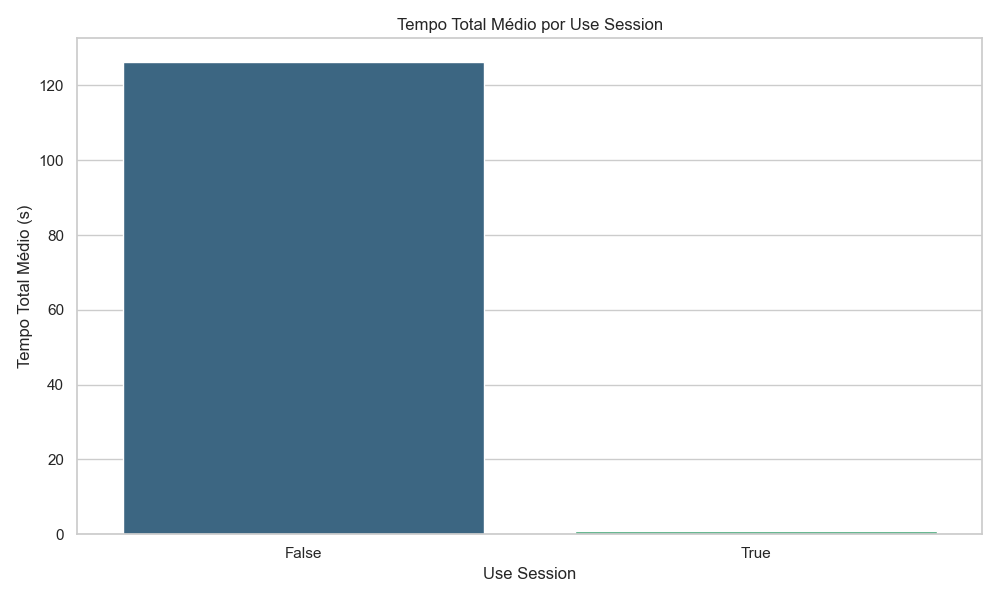 Tempo Total Médio por Use Session
Tempo Total Médio (s)
120
100
80
60
40
20
0
False
True
Use Session